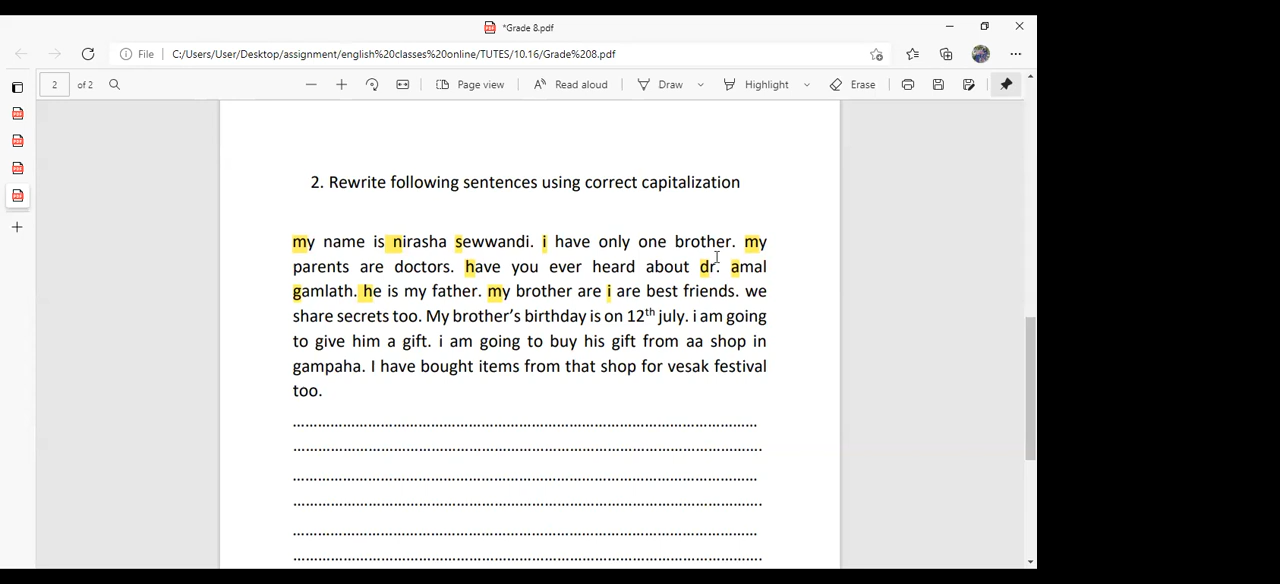 *Grade 8.pdf
File C:/Users/User/Desktop/assignment/english%20classes%20online/TUTES/10.16/Grade%208.pdf
2 of 2 Page view Read aloud Draw Highlight Erase
2. Rewrite following sentences using correct capitalization
my name is nirasha sewwandi. i have only one brother. my
parents are doctors. have you ever heard about dr. amal
gamlath. he is my father. my brother are i are best friends. we
share secrets too. My brother’s birthday is on 12th july. i am going
to give him a gift. i am going to buy his gift from aa shop in
gampaha. I have bought items from that shop for vesak festival
too.